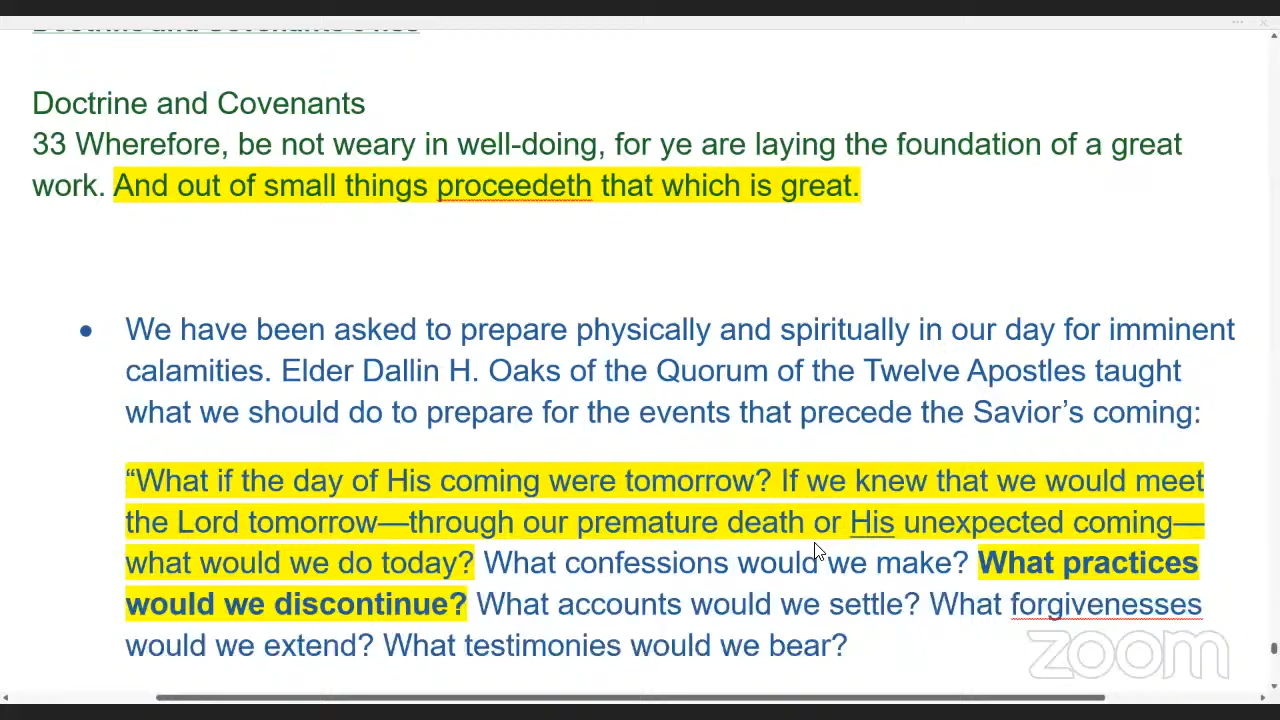 Doctrine and Covenants
33 Wherefore, be not weary in well-doing, for ye are laying the foundation of a great
work. And out of small things proceedeth that which is great.
• We have been asked to prepare physically and spiritually in our day for imminent
calamities. Elder Dallin H. Oaks of the Quorum of the Twelve Apostles taught
what we should do to prepare for the events that precede the Savior’s coming:
“What if the day of His coming were tomorrow? If we knew that we would meet
the Lord tomorrow—through our premature death or His unexpected coming—
what would we do today? What confessions would we make? What practices
would we discontinue? What accounts would we settle? What forgivenesses
would we extend? What testimonies would we bear?
zoom